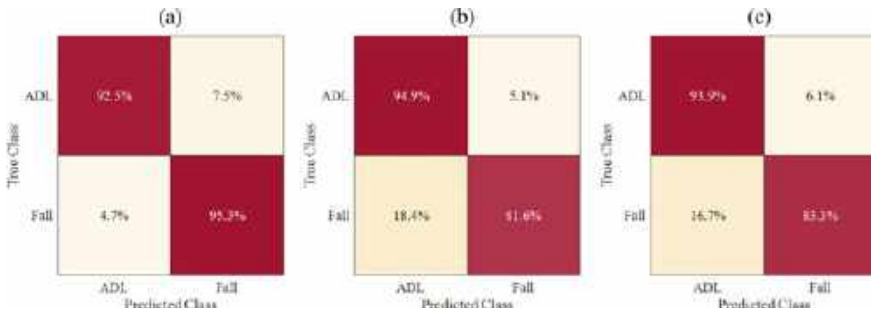 (a) (b) (c)
True Class
ADL 92.5% 7.5%
Fall 4.7% 95.3%
ADL Fall
Predicted Class
True Class
ADL 94.9% 5.1%
Fall 18.4% 81.6%
ADL Fall
Predicted Class
True Class
ADL 93.9% 6.1%
Fall 16.7% 83.3%
ADL Fall
Predicted Class